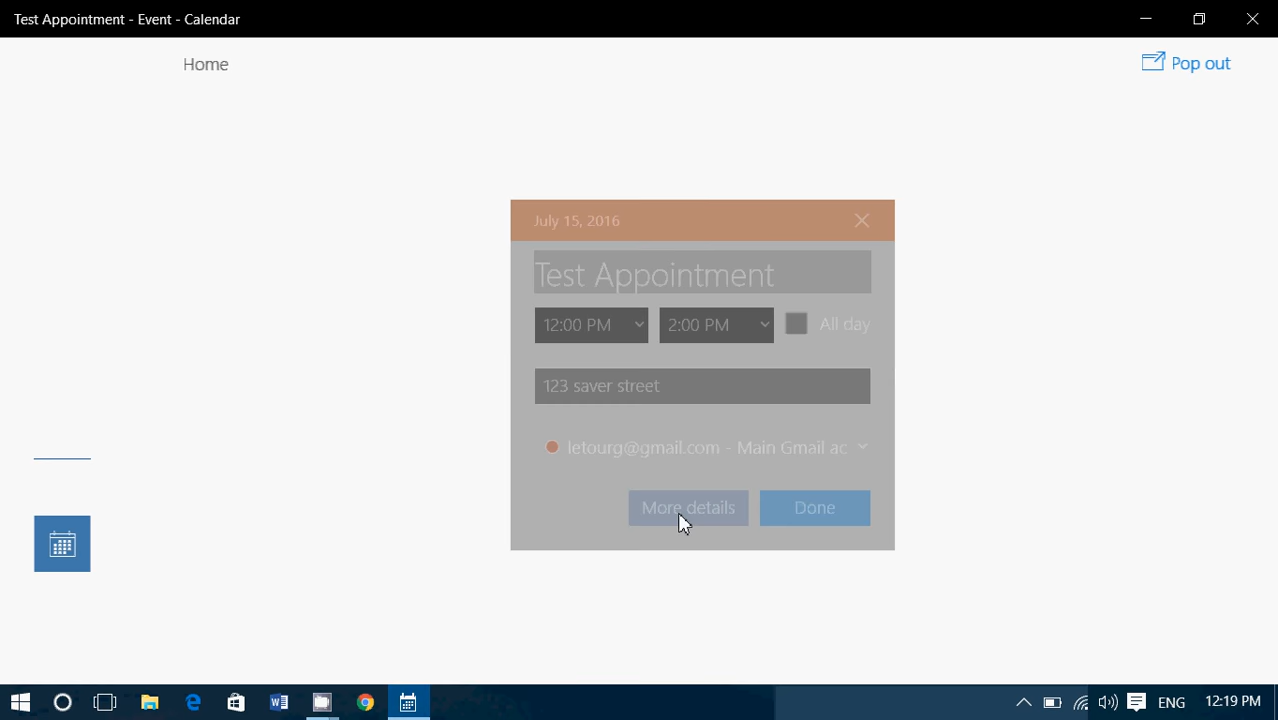 Test Appointment - Event - Calendar
Home
Pop out
July 15, 2016
Test Appointment
12:00 PM 2:00 PM All day
123 saver street
letourg@gmail.com - Main Gmail ac
More details Done
ENG 12:19 PM